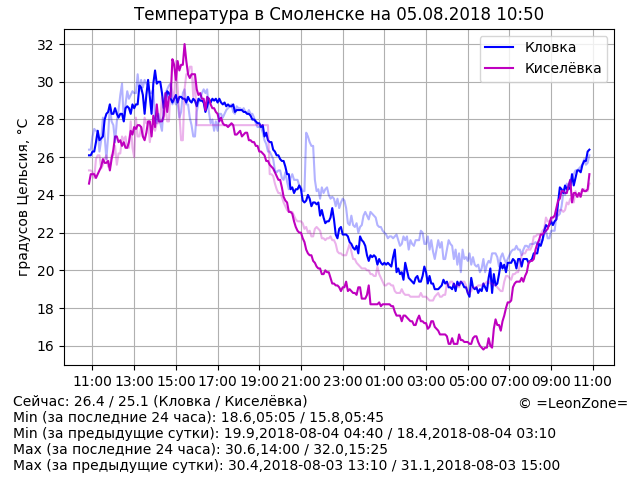 Температура в Смоленске на 05.08.2018 10:50
Кловка
Киселёвка
градусов Цельсия, °C
32
30
28
26
24
22
20
18
16
11:00 13:00 15:00 17:00 19:00 21:00 23:00 01:00 03:00 05:00 07:00 09:00 11:00
Сейчас: 26.4 / 25.1 (Кловка / Киселёвка)
© =LeonZone=
Min (за последние 24 часа): 18.6,05:05 / 15.8,05:45
Min (за предыдущие сутки): 19.9,2018-08-04 04:40 / 18.4,2018-08-04 03:10
Max (за последние 24 часа): 30.6,14:00 / 32.0,15:25
Max (за предыдущие сутки): 30.4,2018-08-03 13:10 / 31.1,2018-08-03 15:00